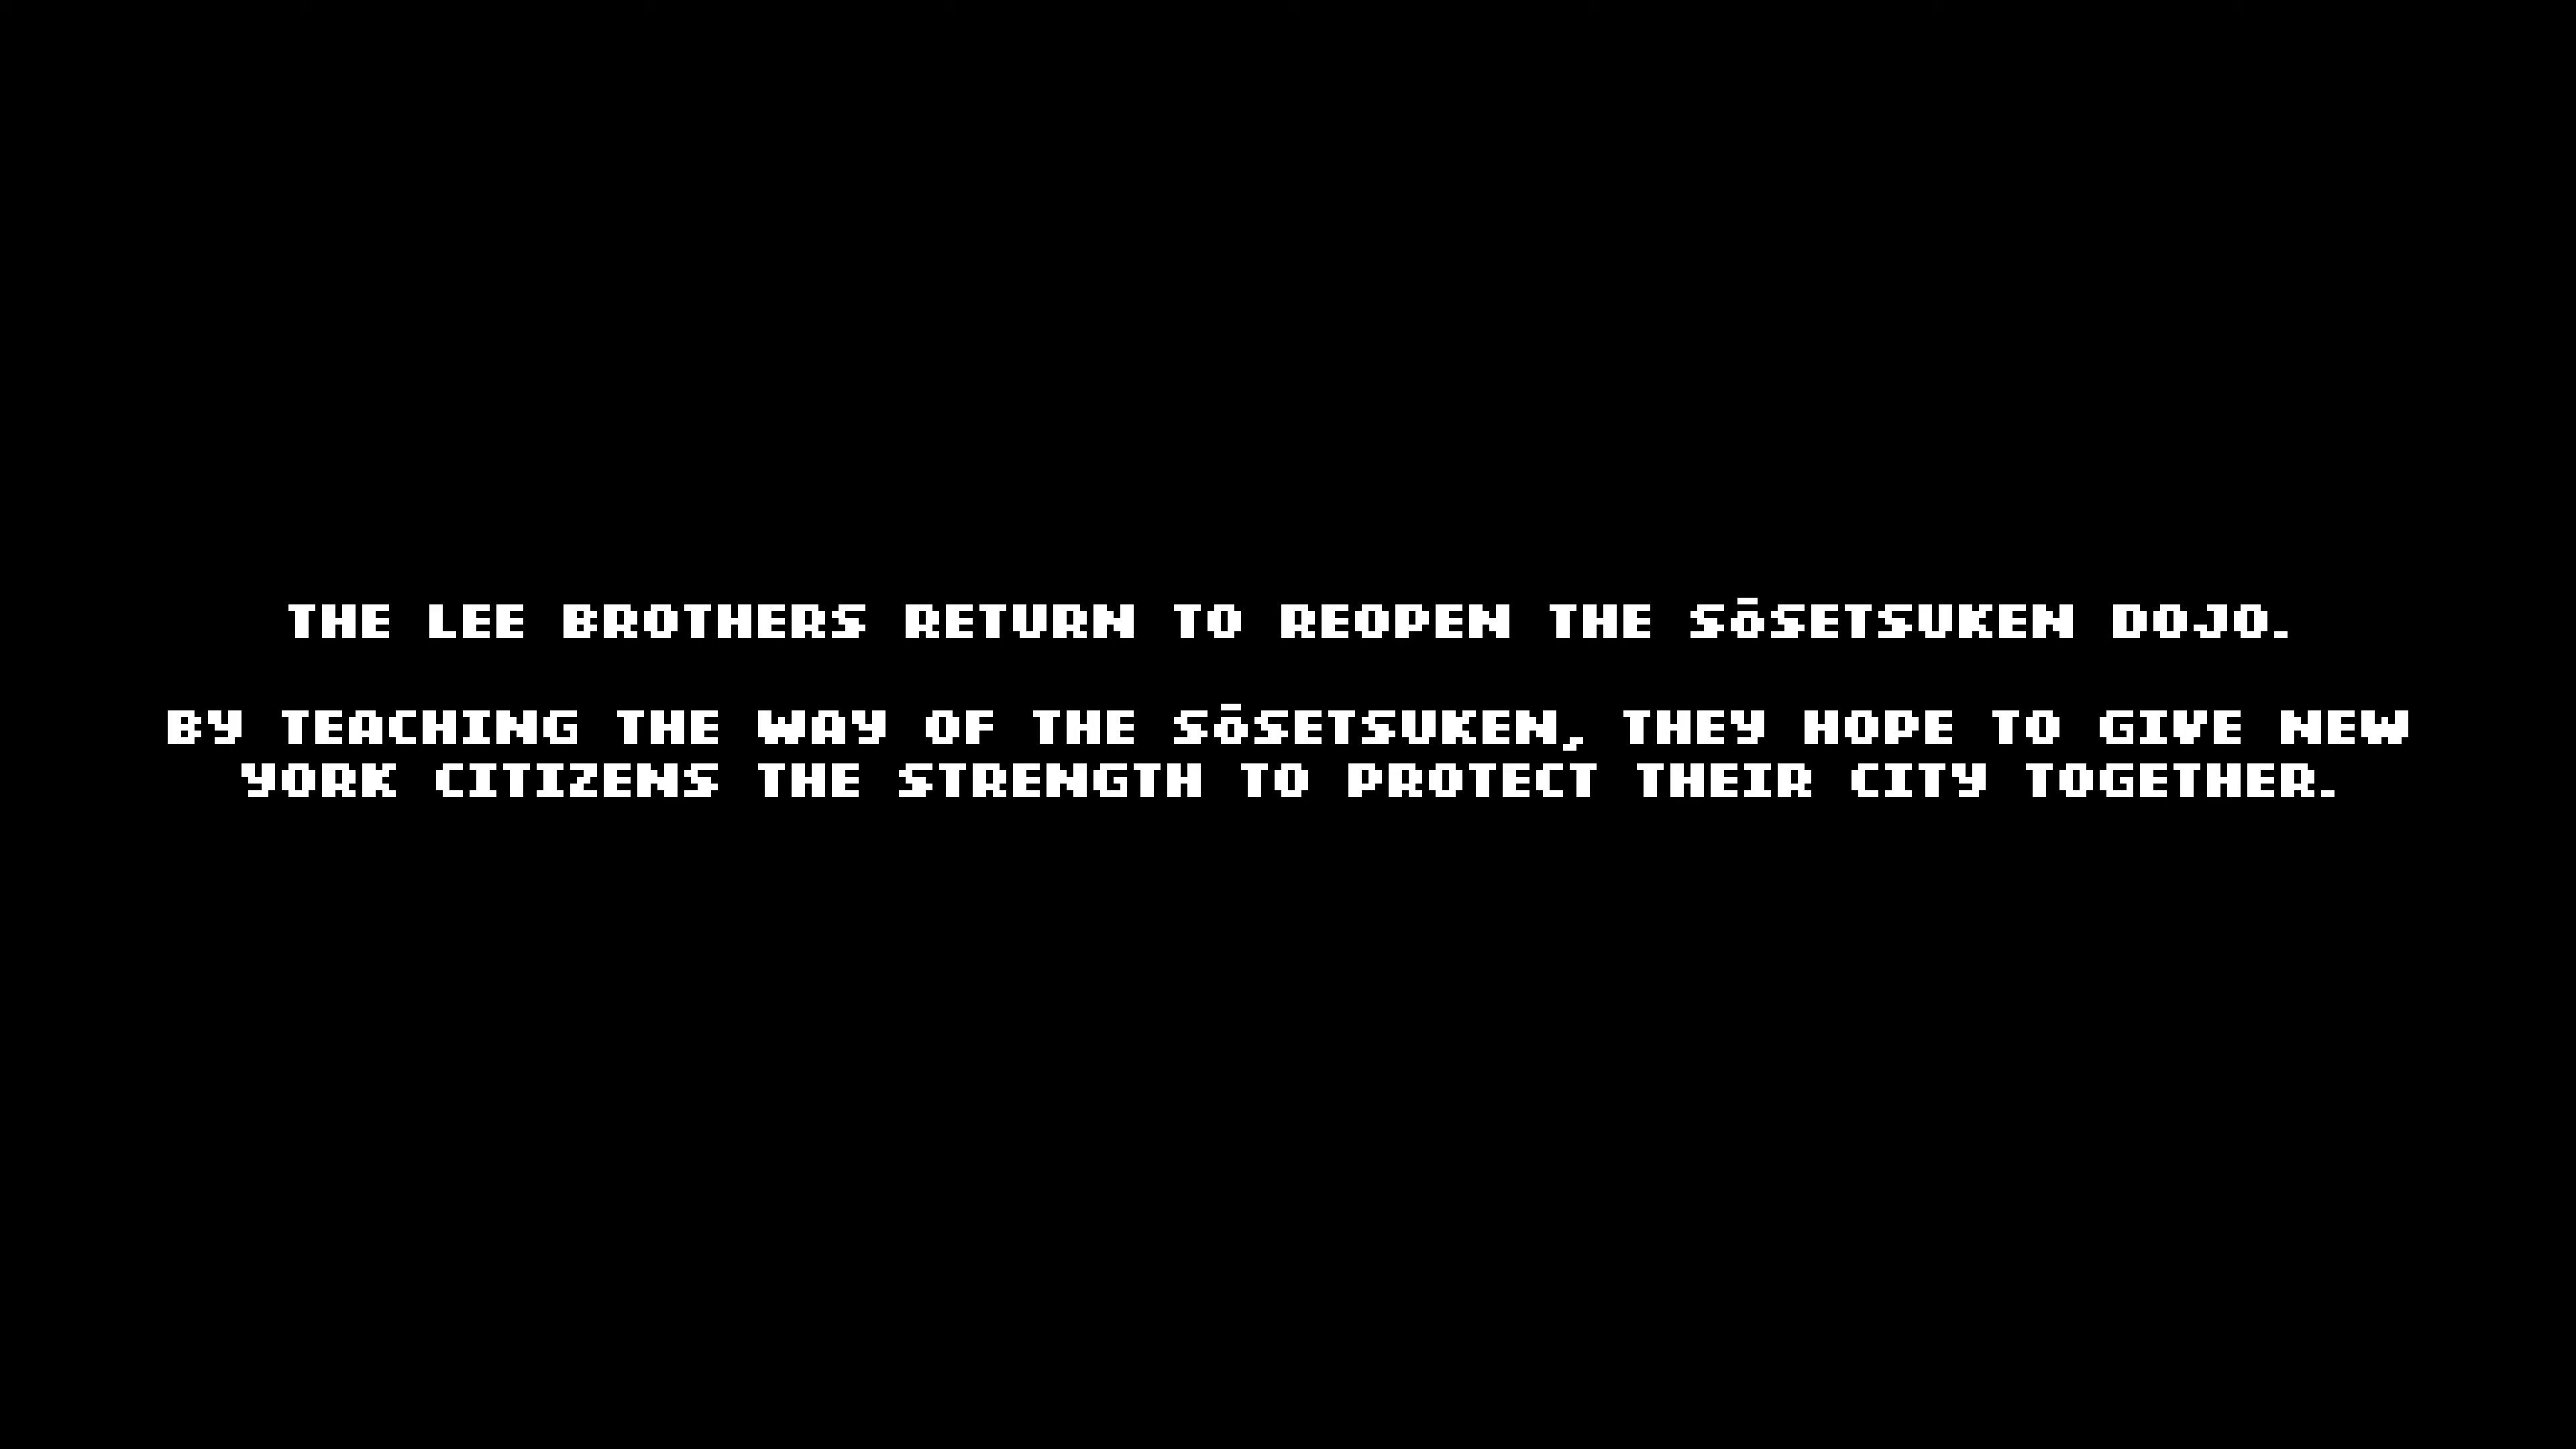 THE LEE BROTHERS RETURN TO REOPEN THE SŌSETSUKEN DOJO.
BY TEACHING THE WAY OF THE SŌSETSUKEN, THEY HOPE TO GIVE NEW
YORK CITIZENS THE STRENGTH TO PROTECT THEIR CITY TOGETHER.